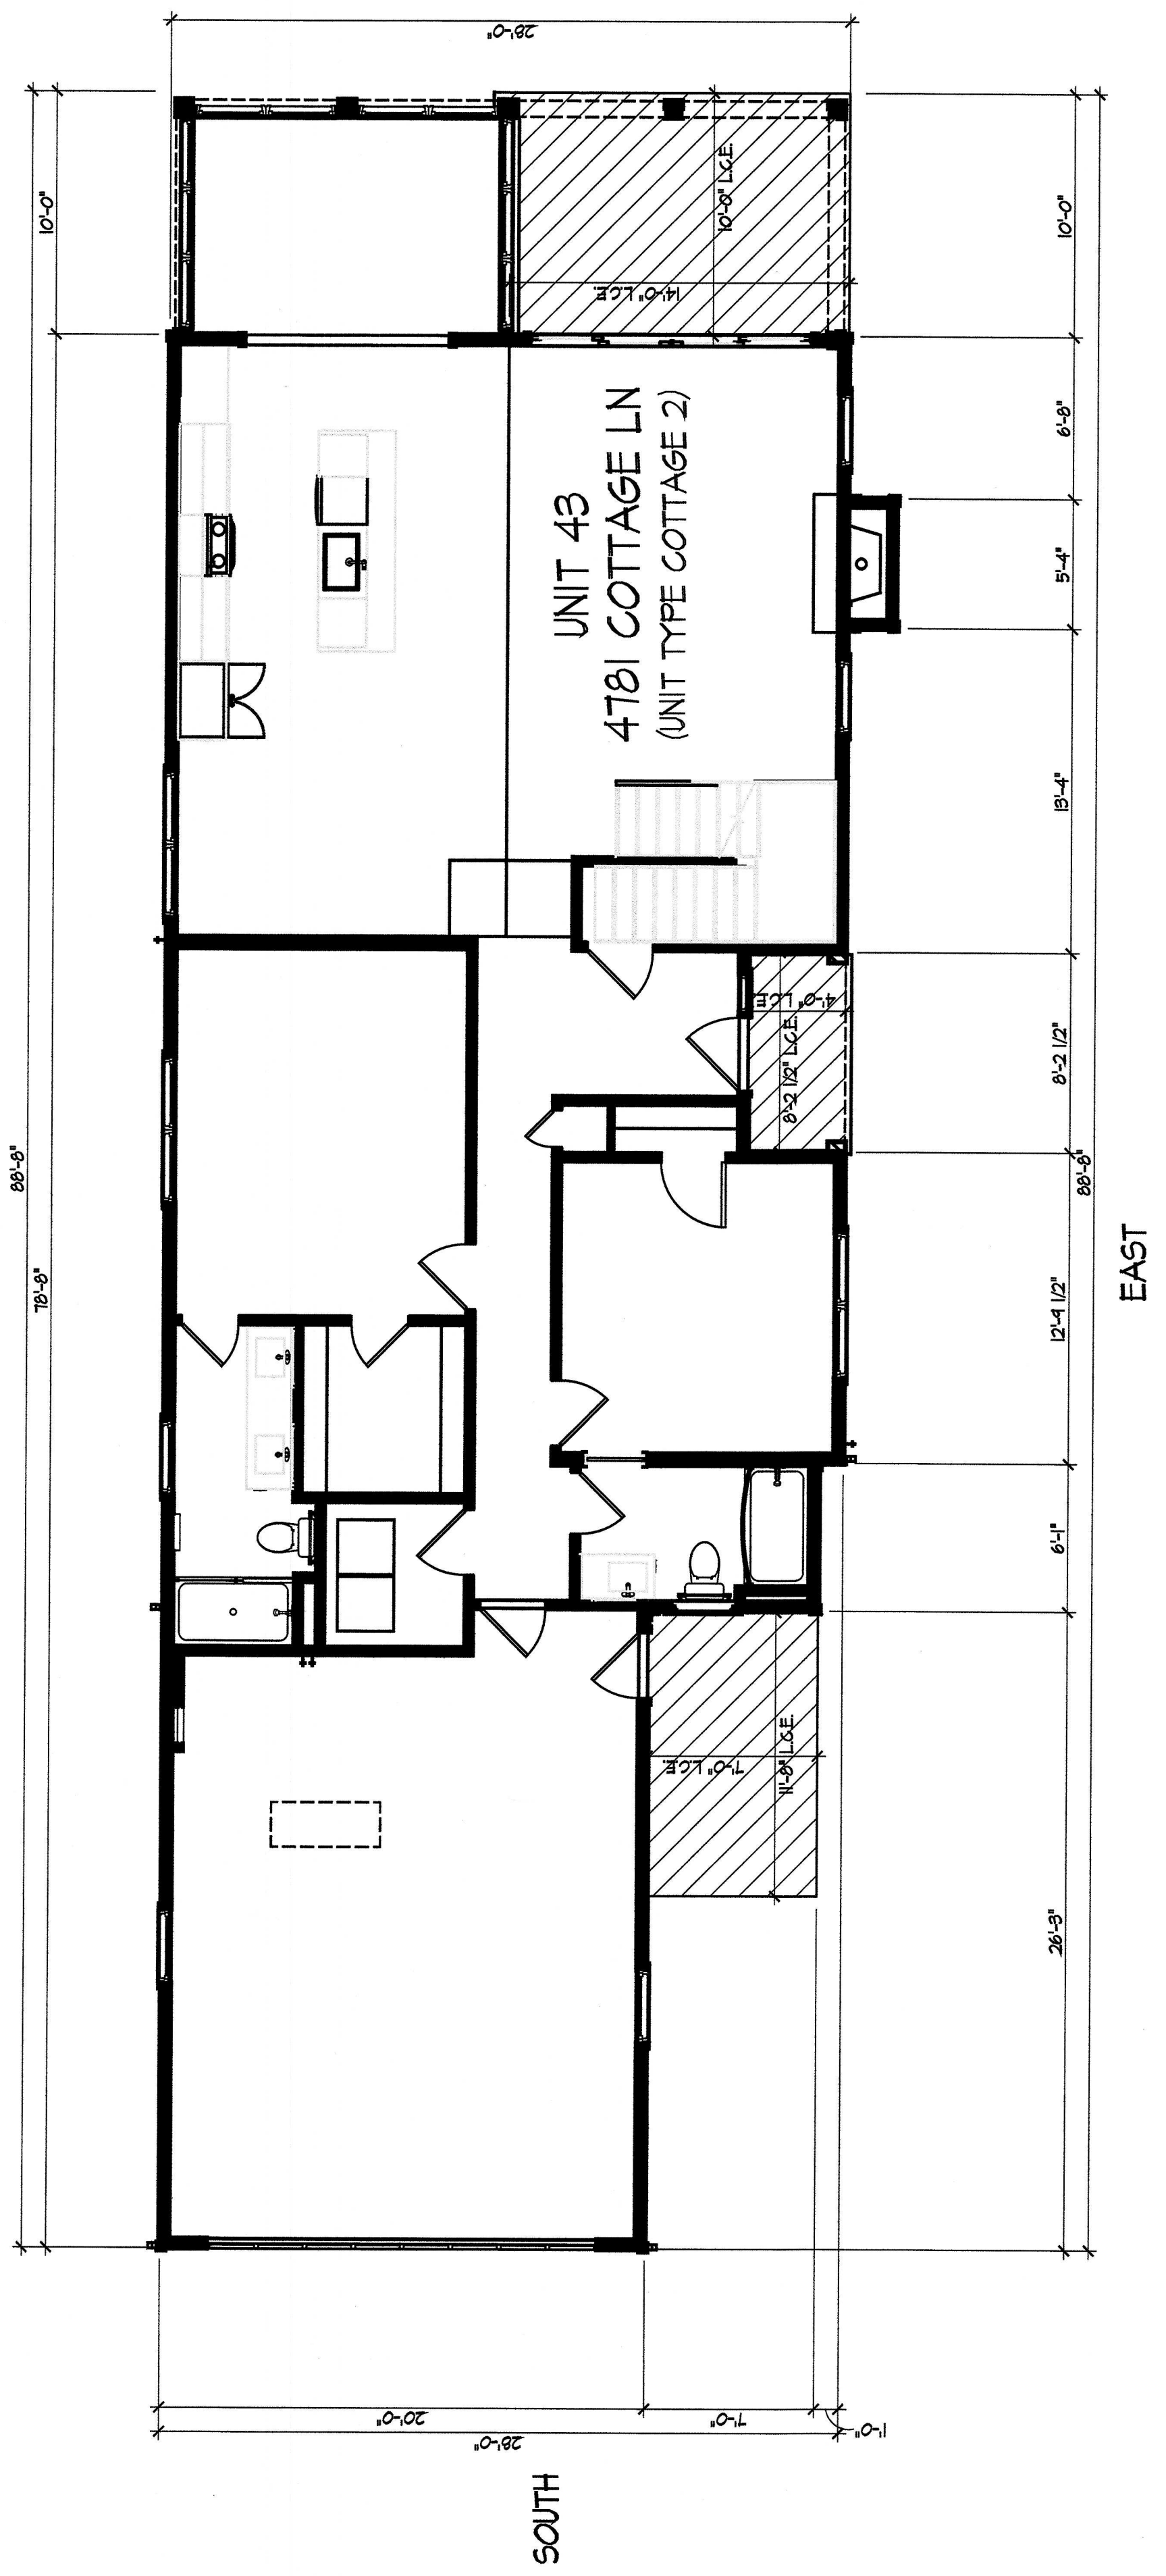 28'-0"
10'-0"
88'-8"
78'-8"
10'-0" L.C.E.
14'-0" L.C.E.
UNIT 43
4781 COTTAGE LN
(UNIT TYPE COTTAGE 2)
10'-0"
6'-8"
5'-4"
13'-4"
4'-0" L.C.E.
8'-2 1/2" L.C.E.
8'-2 1/2"
88'-8"
12'-9 1/2"
6'-1"
7'-0" L.C.E.
11'-8" L.C.E.
26'-3"
EAST
20'-0"
7'-0"
1'-0"
28'-0"
SOUTH